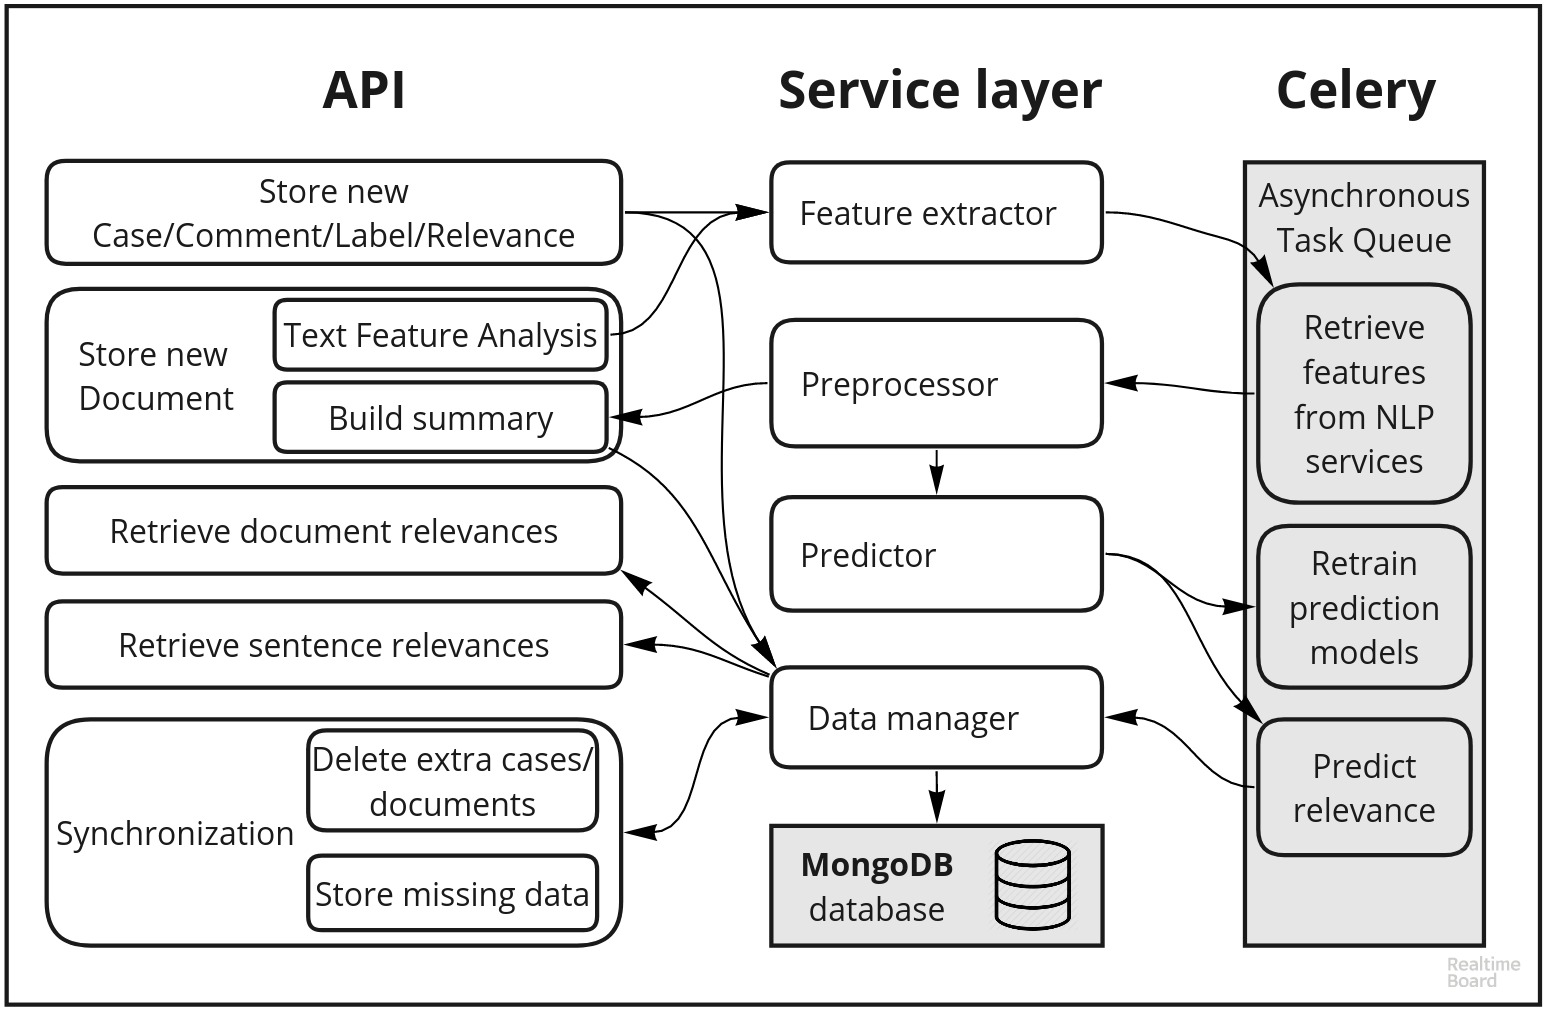 API
Service layer
Celery
Store new
Case/Comment/Label/Relevance
Store new
Document
Text Feature Analysis
Build summary
Retrieve document relevances
Retrieve sentence relevances
Synchronization
Delete extra cases/
documents
Store missing data
Feature extractor
Preprocessor
Predictor
Data manager
MongoDB
database
Asynchronous
Task Queue
Retrieve
features
from NLP
services
Retrain
prediction
models
Predict
relevance
Realtime
Board